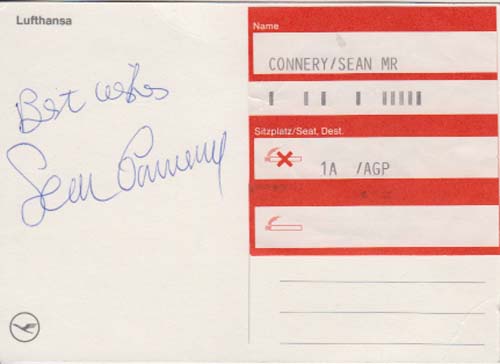 Lufthansa
Name
CONNERY/SEAN MR
Best wishes
Sitzplatz/Seat, Dest.
Sean Connery
1A /AGP